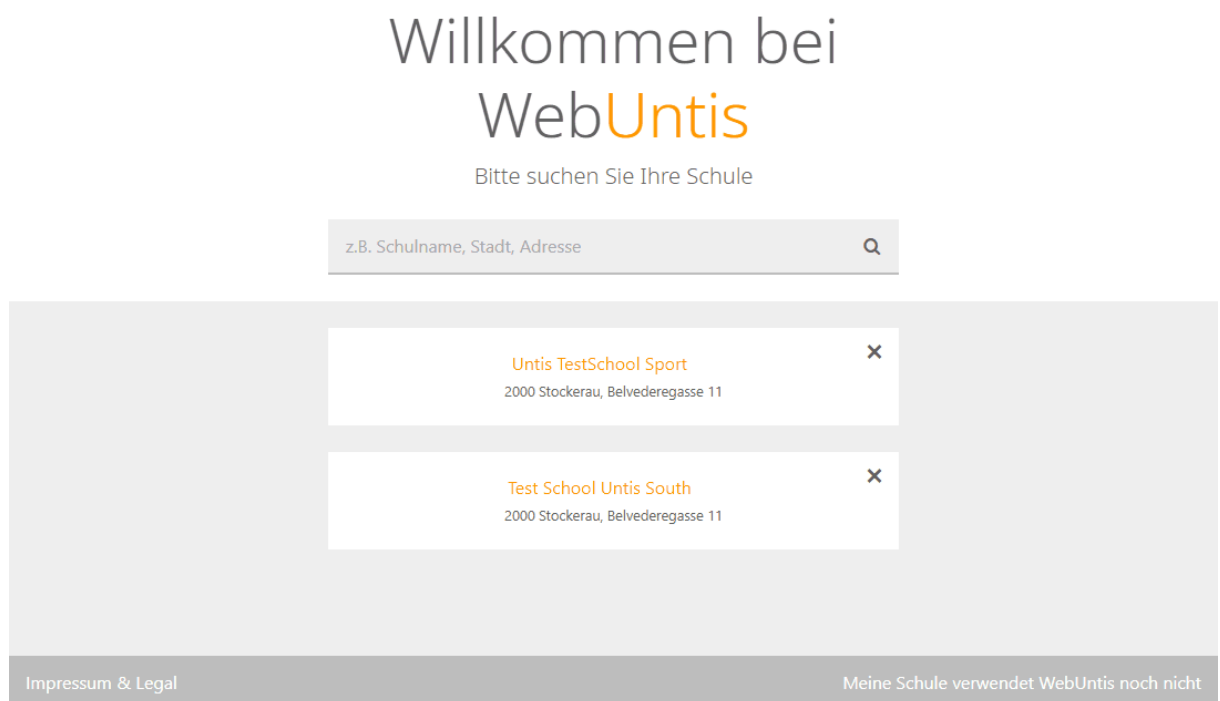 Willkommen bei
WebUntis
Bitte suchen Sie Ihre Schule
z.B. Schulname, Stadt, Adresse
Untis TestSchool Sport
2000 Stockerau, Belvederegasse 11
Test School Untis South
2000 Stockerau, Belvederegasse 11
Impressum & Legal
Meine Schule verwendet WebUntis noch nicht